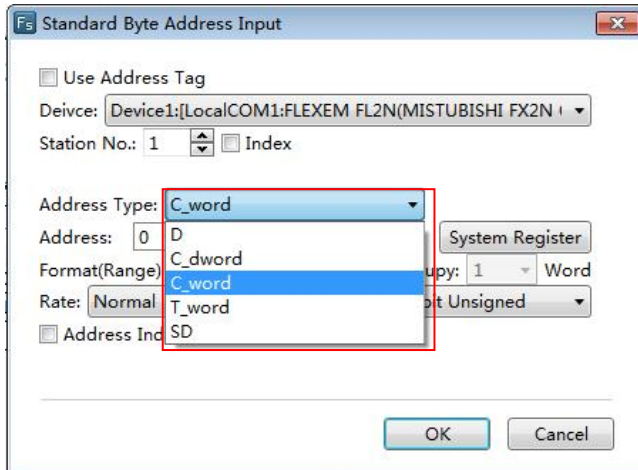 Fs Standard Byte Address Input
Use Address Tag
Deivce: Device1:[LocalCOM1:FLEXEM FL2N(MISTUBISHI FX2N
Station No.: 1 Index
Address Type: C_word
Address: 0 System Register
D
C_dword
Format(Range) upy: 1 Word
C_word
Rate: Normal bit Unsigned
T_word
Address Ind
SD
OK Cancel